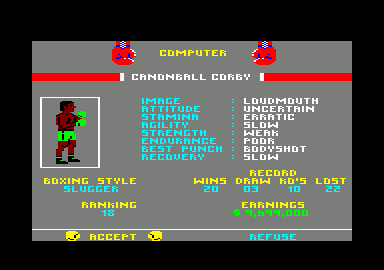 COMPUTER
CANONBALL CORBY
IMAGE : LOUDMOUTH
ATTITUDE : UNCERTAIN
STAMINA : ERRATIC
AGILITY : SLOW
STRENGTH : WEAK
ENDURANCE : POOR
BEST PUNCH : BODYSHOT
RECOVERY : SLOW
RECORD
BOXING STYLE WINS DRAW KO'S LOST
SLUGGER 20 03 10 22
RANKING EARNINGS
18 $ 9,699,000
ACCEPT REFUSE